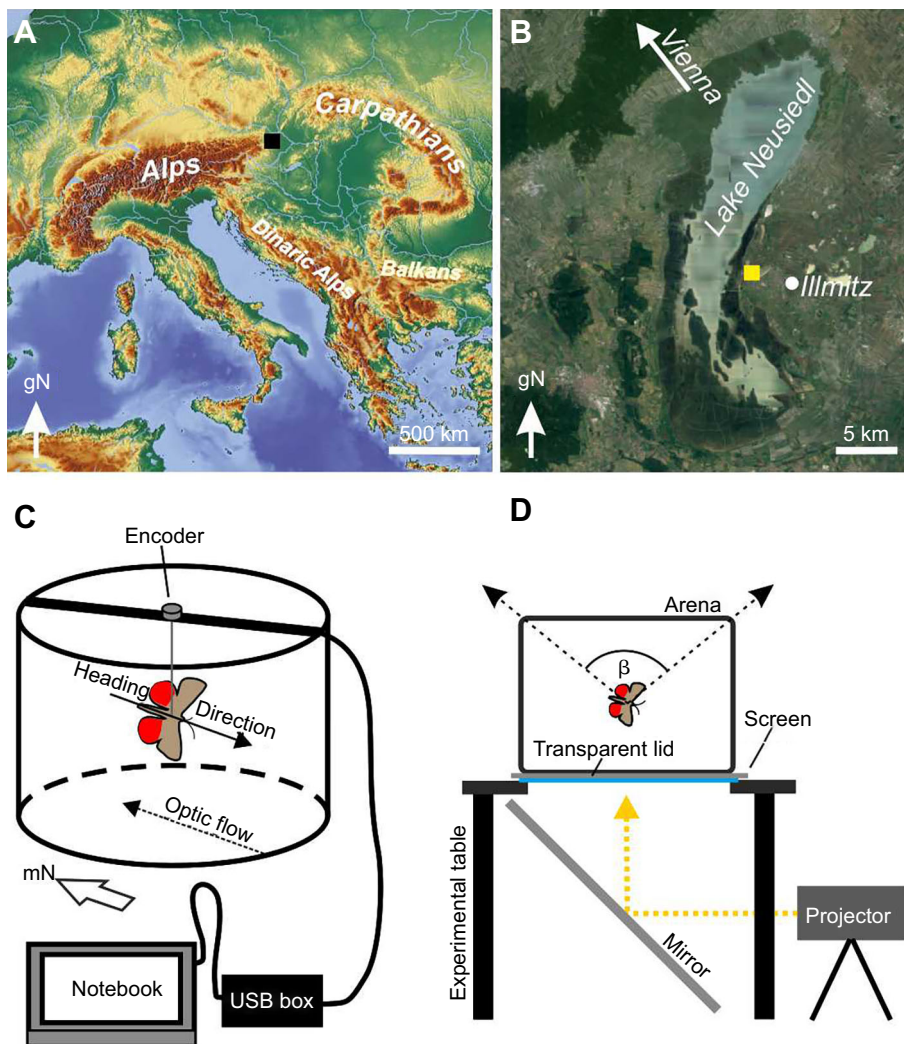 A
Carpathians
Alps
Dinaric Alps
Balkans
gN
500 km
B
Vienna
Lake Neusiedl
Illmitz
gN
5 km
C
Encoder
Heading
Direction
Optic flow
mN
Notebook
USB box
D
Arena
β
Screen
Transparent lid
Experimental table
Mirror
Projector